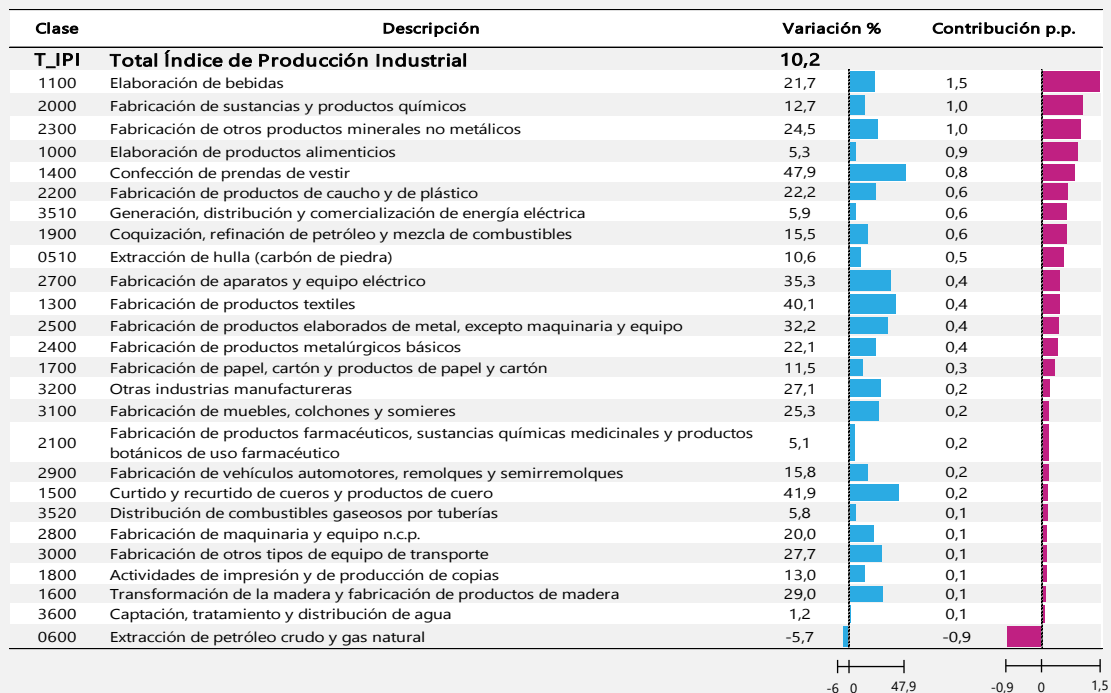 Clase Descripción Variación % Contribución p.p.
T_IPI Total Índice de Producción Industrial 10,2
1100 Elaboración de bebidas 21,7 1,5
2000 Fabricación de sustancias y productos químicos 12,7 1,0
2300 Fabricación de otros productos minerales no metálicos 24,5 1,0
1000 Elaboración de productos alimenticios 5,3 0,9
1400 Confección de prendas de vestir 47,9 0,8
2200 Fabricación de productos de caucho y de plástico 22,2 0,6
3510 Generación, distribución y comercialización de energía eléctrica 5,9 0,6
1900 Coquización, refinación de petróleo y mezcla de combustibles 15,5 0,6
0510 Extracción de hulla (carbón de piedra) 10,6 0,5
2700 Fabricación de aparatos y equipo eléctrico 35,3 0,4
1300 Fabricación de productos textiles 40,1 0,4
2500 Fabricación de productos elaborados de metal, excepto maquinaria y equipo 32,2 0,4
2400 Fabricación de productos metalúrgicos básicos 22,1 0,4
1700 Fabricación de papel, cartón y productos de papel y cartón 11,5 0,3
3200 Otras industrias manufactureras 27,1 0,2
3100 Fabricación de muebles, colchones y somieres 25,3 0,2
2100 Fabricación de productos farmacéuticos, sustancias químicas medicinales y productos 5,1 0,2
botánicos de uso farmacéutico
2900 Fabricación de vehículos automotores, remolques y semirremolques 15,8 0,2
1500 Curtido y recurtido de cueros y productos de cuero 41,9 0,2
3520 Distribución de combustibles gaseosos por tuberías 5,8 0,1
2800 Fabricación de maquinaria y equipo n.c.p. 20,0 0,1
3000 Fabricación de otros tipos de equipo de transporte 27,7 0,1
1800 Actividades de impresión y de producción de copias 13,0 0,1
1600 Transformación de la madera y fabricación de productos de madera 29,0 0,1
3600 Captación, tratamiento y distribución de agua 1,2 0,1
0600 Extracción de petróleo crudo y gas natural -5,7 -0,9
-6 0 47,9 -0,9 0 1,5